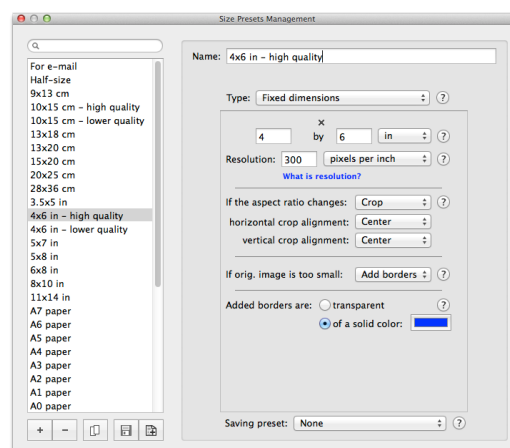 Size Presets Management
For e-mail
Half-size
9x13 cm
10x15 cm - high quality
10x15 cm - lower quality
13x18 cm
13x20 cm
15x20 cm
20x25 cm
28x36 cm
3.5x5 in
4x6 in - high quality
4x6 in - lower quality
5x7 in
5x8 in
6x8 in
8x10 in
11x14 in
A7 paper
A6 paper
A5 paper
A4 paper
A3 paper
A2 paper
A1 paper
A0 paper
Name: 4x6 in - high quality
Type: Fixed dimensions ?
×
4 by 6 in ?
Resolution: 300 pixels per inch ?
What is resolution?
If the aspect ratio changes: Crop ?
horizontal crop alignment: Center
vertical crop alignment: Center
If orig. image is too small: Add borders ?
Added borders are: transparent ?
of a solid color:
Saving preset: None ?